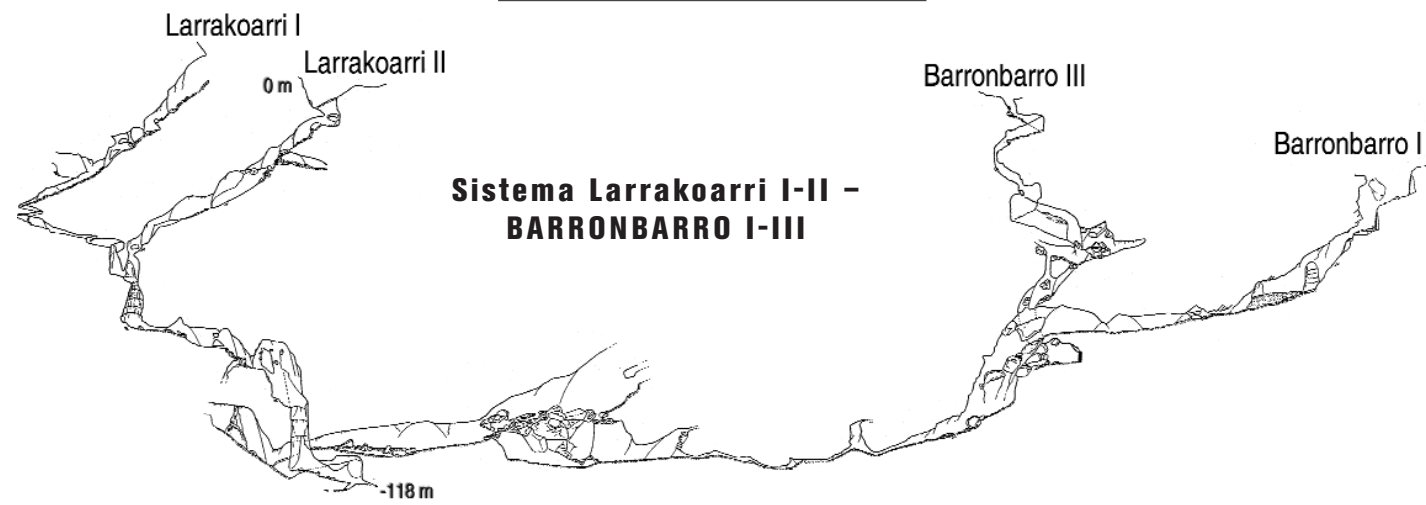 Larrakoarri I
Larrakoarri II
0 m
Barronbarro III
Barronbarro I
Sistema Larrakoarri I-II –
BARRONBARRO I-III
-118 m